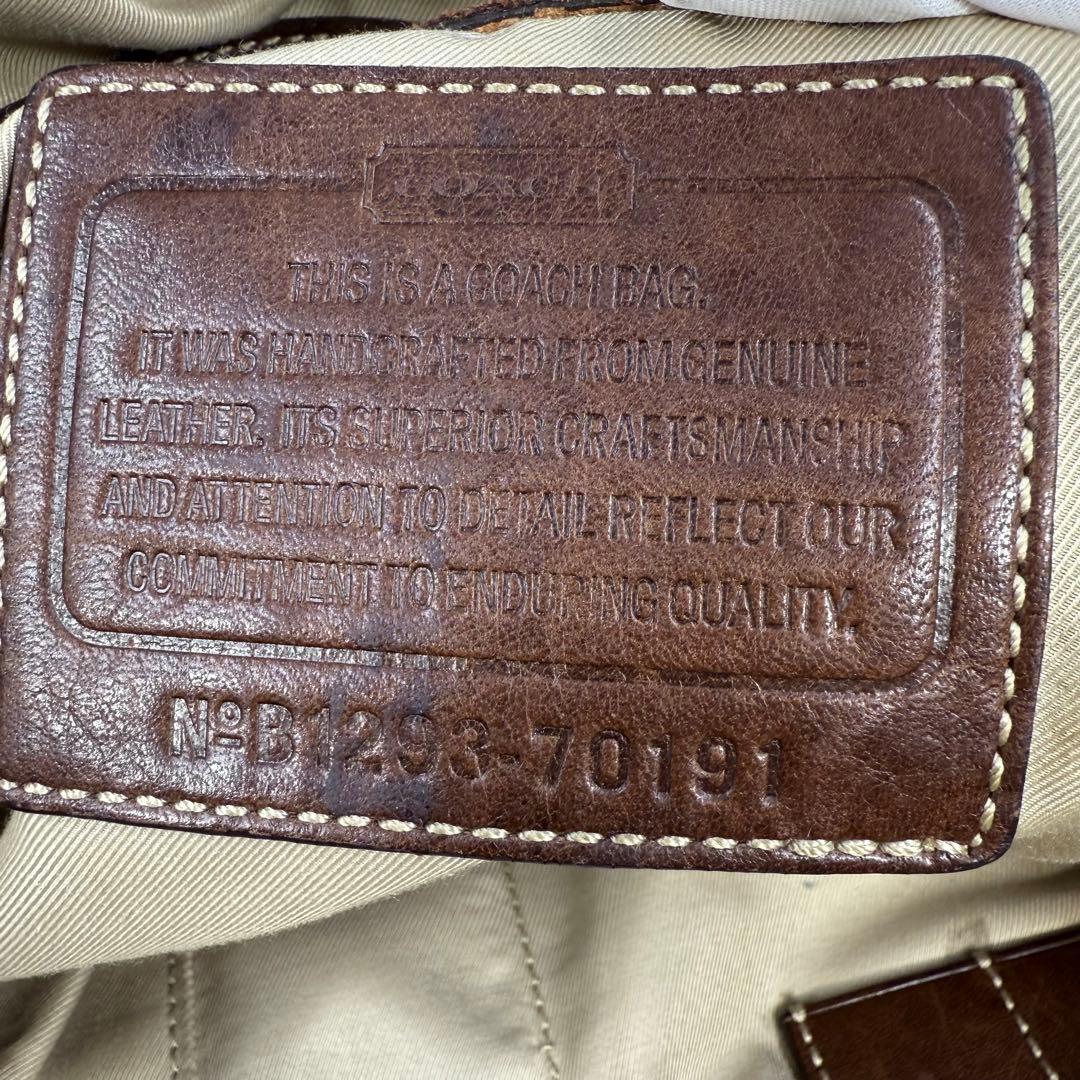 COACH
THIS IS A COACH BAG.
IT WAS HANDCRAFTED FROM GENUINE
LEATHER. ITS SUPERIOR CRAFTSMANSHIP
AND ATTENTION TO DETAIL REFLECT OUR
COMMITMENT TO ENDURING QUALITY.
NºB1293-70191